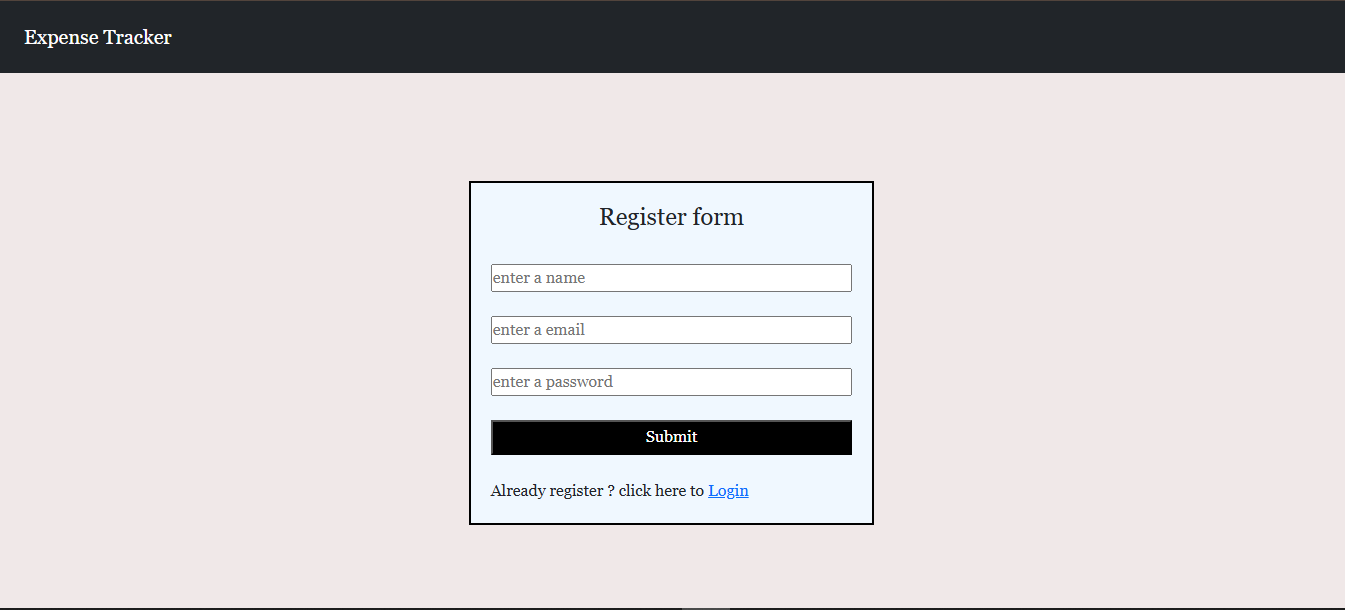 Expense Tracker
Register form
enter a name
enter a email
enter a password
Submit
Already register ? click here to Login